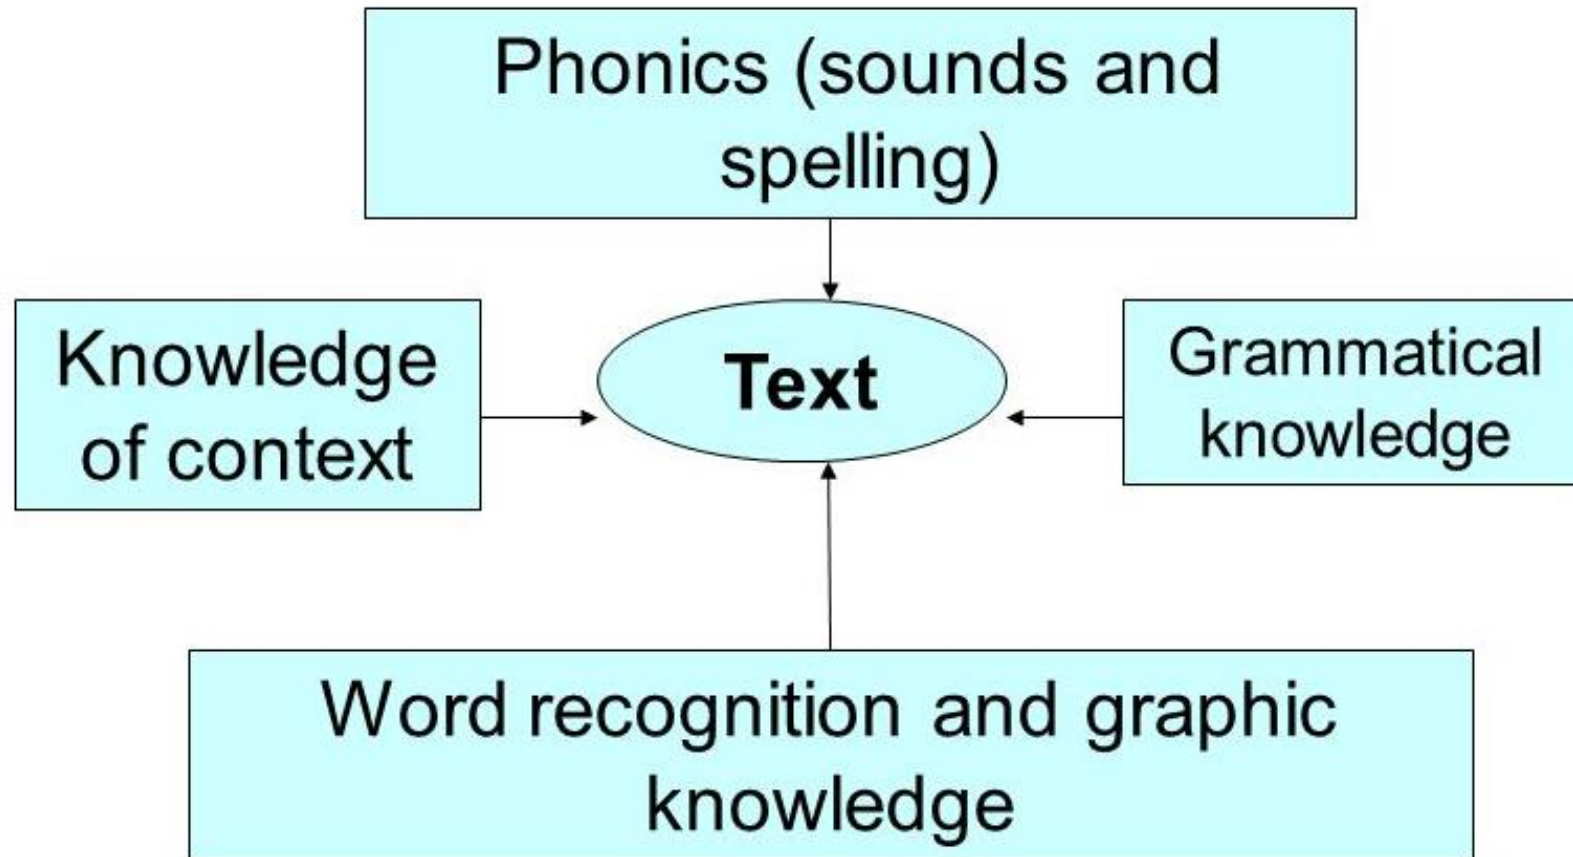 Phonics (sounds and
spelling)
Knowledge
of context
Text
Grammatical
knowledge
Word recognition and graphic
knowledge